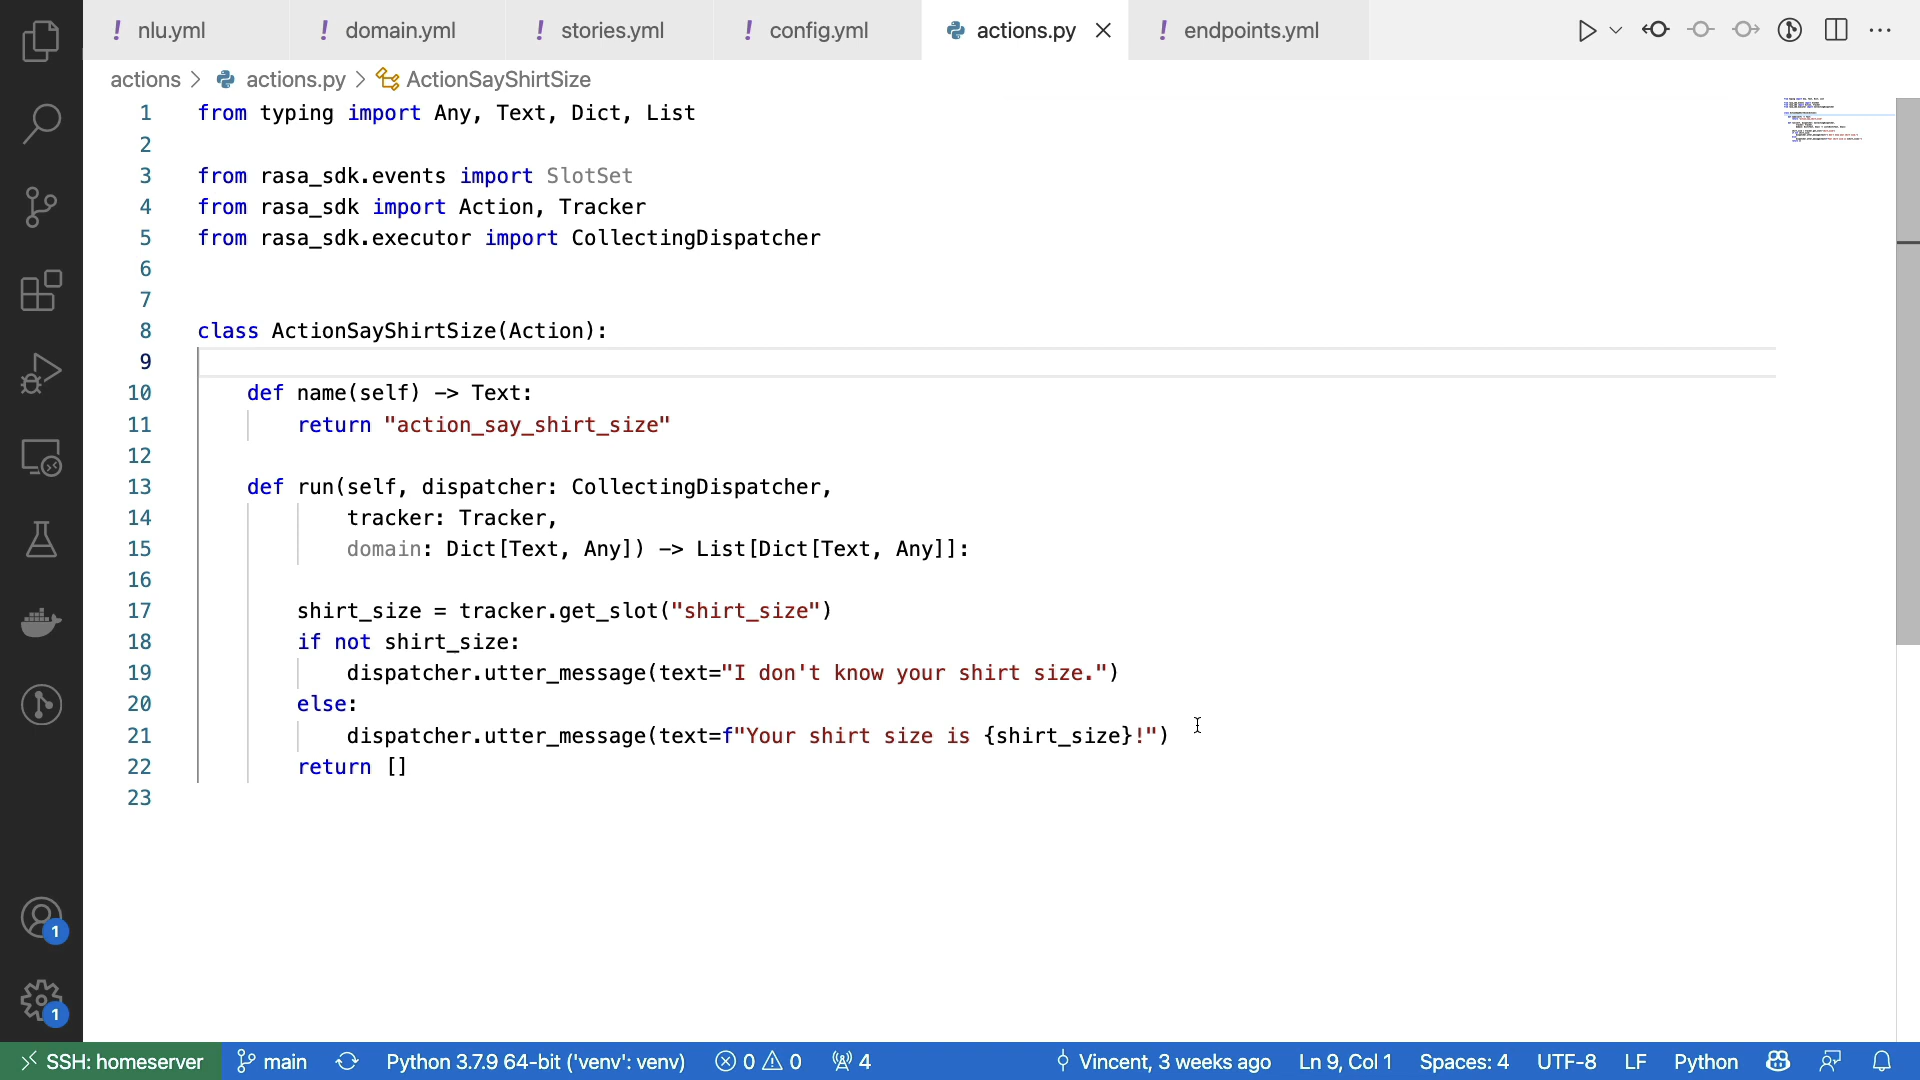 nlu.yml domain.yml stories.yml config.yml actions.py endpoints.yml
actions > actions.py > ActionSayShirtSize
1 from typing import Any, Text, Dict, List
2
3 from rasa_sdk.events import SlotSet
4 from rasa_sdk import Action, Tracker
5 from rasa_sdk.executor import CollectingDispatcher
6
7
8 class ActionSayShirtSize(Action):
9
10 def name(self) -> Text:
11 return "action_say_shirt_size"
12
13 def run(self, dispatcher: CollectingDispatcher,
14 tracker: Tracker,
15 domain: Dict[Text, Any]) -> List[Dict[Text, Any]]:
16
17 shirt_size = tracker.get_slot("shirt_size")
18 if not shirt_size:
19 dispatcher.utter_message(text="I don't know your shirt size.")
20 else:
21 dispatcher.utter_message(text=f"Your shirt size is {shirt_size}!")
22 return []
23
1
1
SSH: homeserver main Python 3.7.9 64-bit ('venv': venv) 0 0 4 Vincent, 3 weeks ago Ln 9, Col 1 Spaces: 4 UTF-8 LF Python